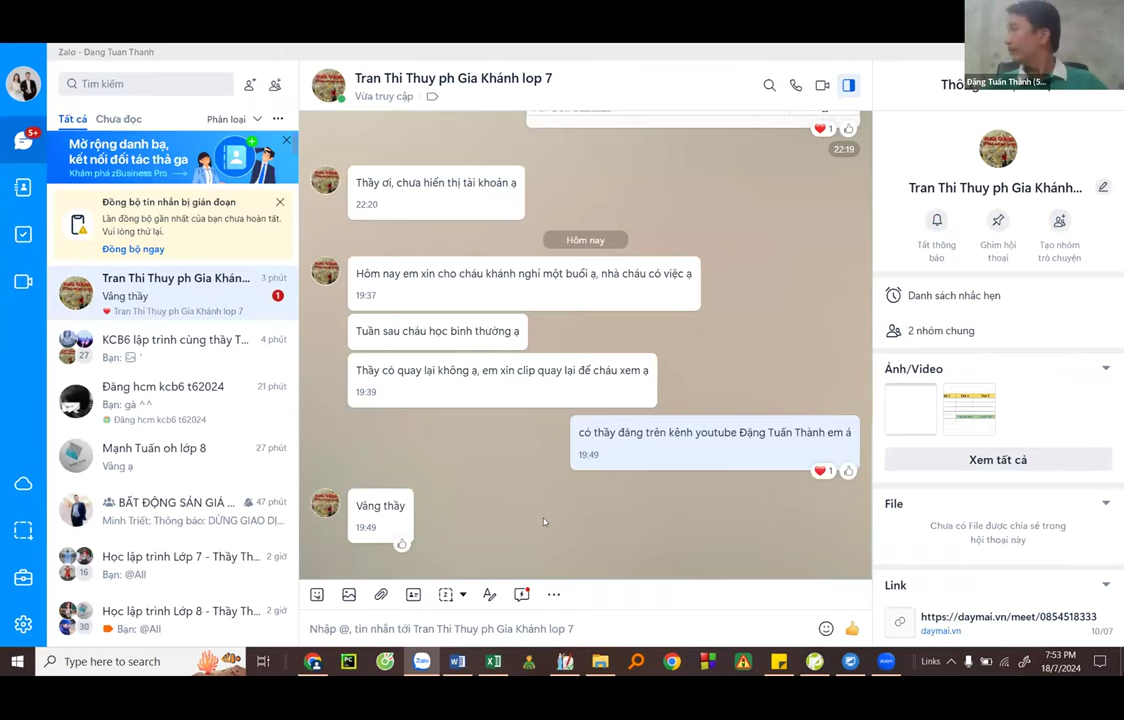 Zalo - Dang Tuan Thanh
Tìm kiếm
Tất cả
Chưa đọc
Phân loại
Mở rộng danh bạ,
kết nối đối tác thả ga
Khám phá zBusiness Pro
Đồng bộ tin nhắn bị gián đoạn
Lần đồng bộ gần nhất của bạn chưa hoàn tất.
Vui lòng thử lại.
Đồng bộ ngay
5+
Tran Thi Thuy ph Gia Khán...
3 phút
Vâng thầy
1
Tran Thi Thuy ph Gia Khánh lop 7
KCB6 lập trình cùng thầy T...
4 phút
27
Bạn:
Đăng hcm kcb6 t62024
21 phút
Bạn: gà ^^
Đăng hcm kcb6 t62024
Mạnh Tuấn oh lớp 8
27 phút
Vâng ạ
BẤT ĐỘNG SẢN GIÁ ...
47 phút
Minh Triết: Thông báo: DỪNG GIAO DỊ...
Học lập trình Lớp 7 - Thầy Th...
2 giờ
16
Bạn: @All
Học lập trình Lớp 8 - Thầy Th...
2 giờ
30
Bạn: @All
Tran Thi Thuy ph Gia Khánh lop 7
Vừa truy cập
1
22:19
Thầy ơi, chưa hiển thị tài khoản ạ
22:20
Hôm nay
Hôm nay em xin cho cháu khánh nghỉ một buổi ạ, nhà cháu có việc ạ
19:37
Tuần sau cháu học bình thường ạ
Thầy có quay lại không ạ, em xin clip quay lại để cháu xem ạ
19:39
có thầy đăng trên kênh youtube Đặng Tuấn Thành em á
19:49
1
Vâng thầy
19:49
Nhập @, tin nhắn tới Tran Thi Thuy ph Gia Khánh lop 7
Đặng Tuấn Thành (5...
Tran Thi Thuy ph Gia Khánh...
Tắt thông
báo
Ghim hội
thoại
Tạo nhóm
trò chuyện
Danh sách nhắc hẹn
2 nhóm chung
Ảnh/Video
Xem tất cả
File
Chưa có File được chia sẻ trong
hội thoại này
Link
https://daymai.vn/meet/0854518333
daymai.vn
10/07
Type here to search
PC
Zalo
zoom
Links
7:53 PM
18/7/2024